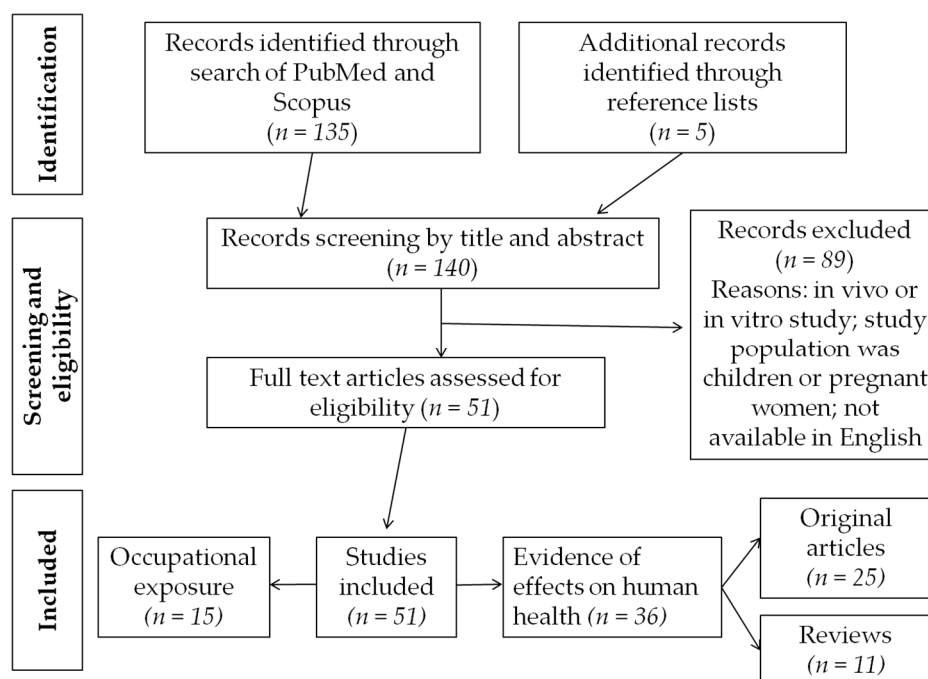 Identification
Records identified through
search of PubMed and
Scopus
(n = 135)
Additional records
identified through
reference lists
(n = 5)
Screening and
eligibility
Records screening by title and abstract
(n = 140)
Records excluded
(n = 89)
Reasons: in vivo or
in vitro study; study
population was
children or pregnant
women; not
available in English
Full text articles assessed for
eligibility (n = 51)
Included
Occupational
exposure
(n = 15)
Studies
included
(n = 51)
Evidence of
effects on human
health (n = 36)
Original
articles
(n = 25)
Reviews
(n = 11)